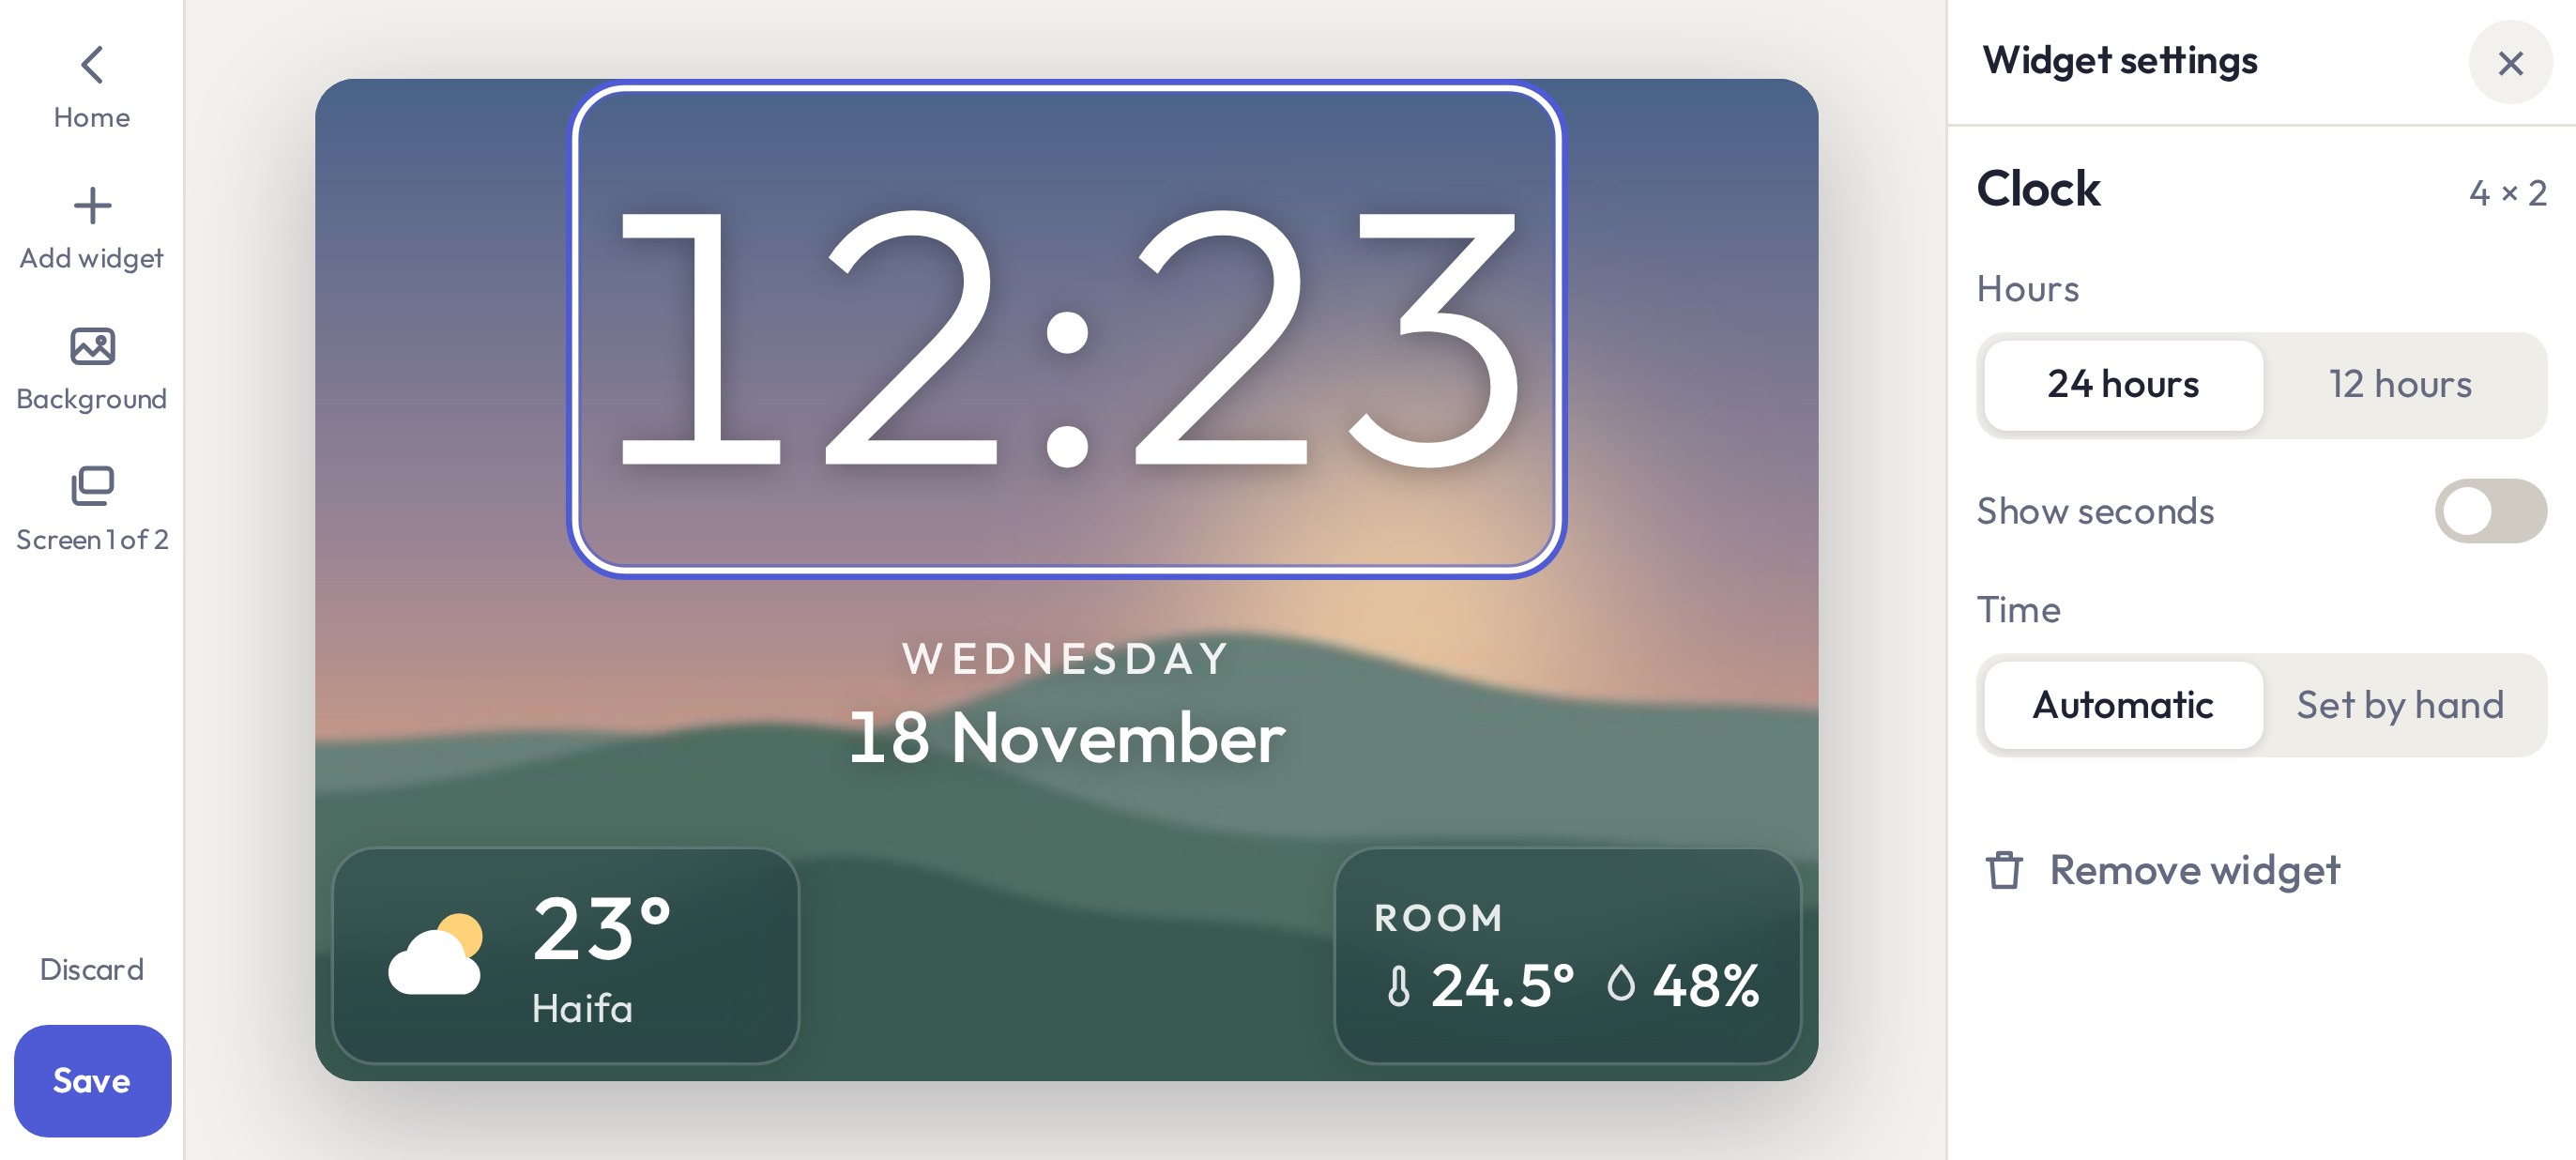 Home
Add widget
Background
Screen 1 of 2
Discard
Save
12:23
WEDNESDAY
18 November
23°
Haifa
ROOM
24.5° 48%
Widget settings
Clock 4 × 2
Hours
24 hours 12 hours
Show seconds
Time
Automatic Set by hand
Remove widget